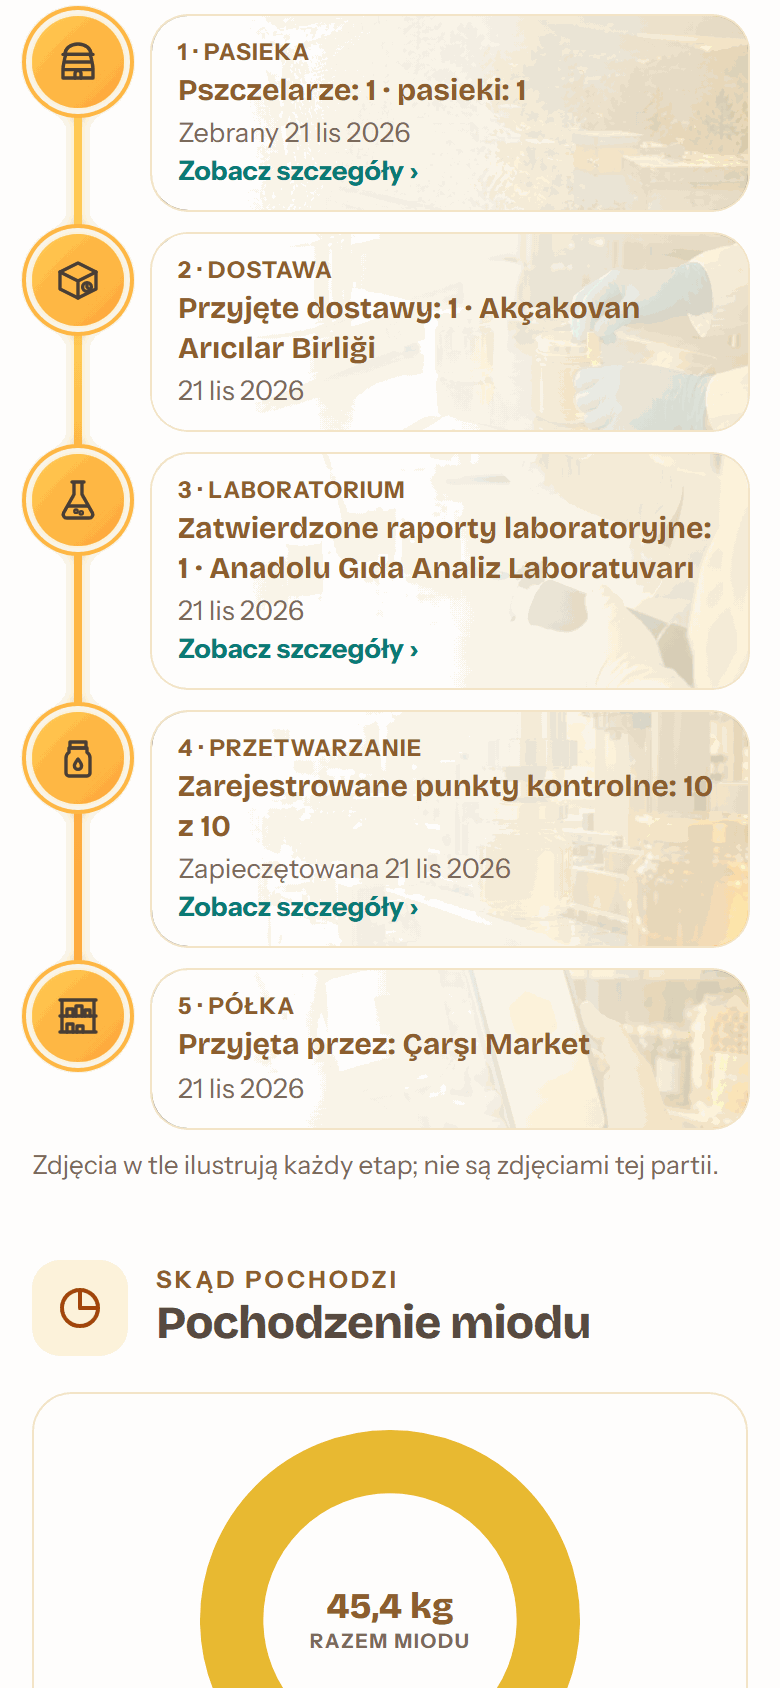 1 · PASIEKA
Pszczelarze: 1 · pasieki: 1
Zebrany 21 lis 2026
Zobacz szczegóły ›
2 · DOSTAWA
Przyjęte dostawy: 1 · Akçakovan
Arıcılar Birliği
21 lis 2026
3 · LABORATORIUM
Zatwierdzone raporty laboratoryjne:
1 · Anadolu Gıda Analiz Laboratuvarı
21 lis 2026
Zobacz szczegóły ›
4 · PRZETWARZANIE
Zarejestrowane punkty kontrolne: 10
z 10
Zapieczętowana 21 lis 2026
Zobacz szczegóły ›
5 · PÓŁKA
Przyjęta przez: Çarşı Market
21 lis 2026
Zdjęcia w tle ilustrują każdy etap; nie są zdjęciami tej partii.
SKĄD POCHODZI
Pochodzenie miodu
45,4 kg
RAZEM MIODU